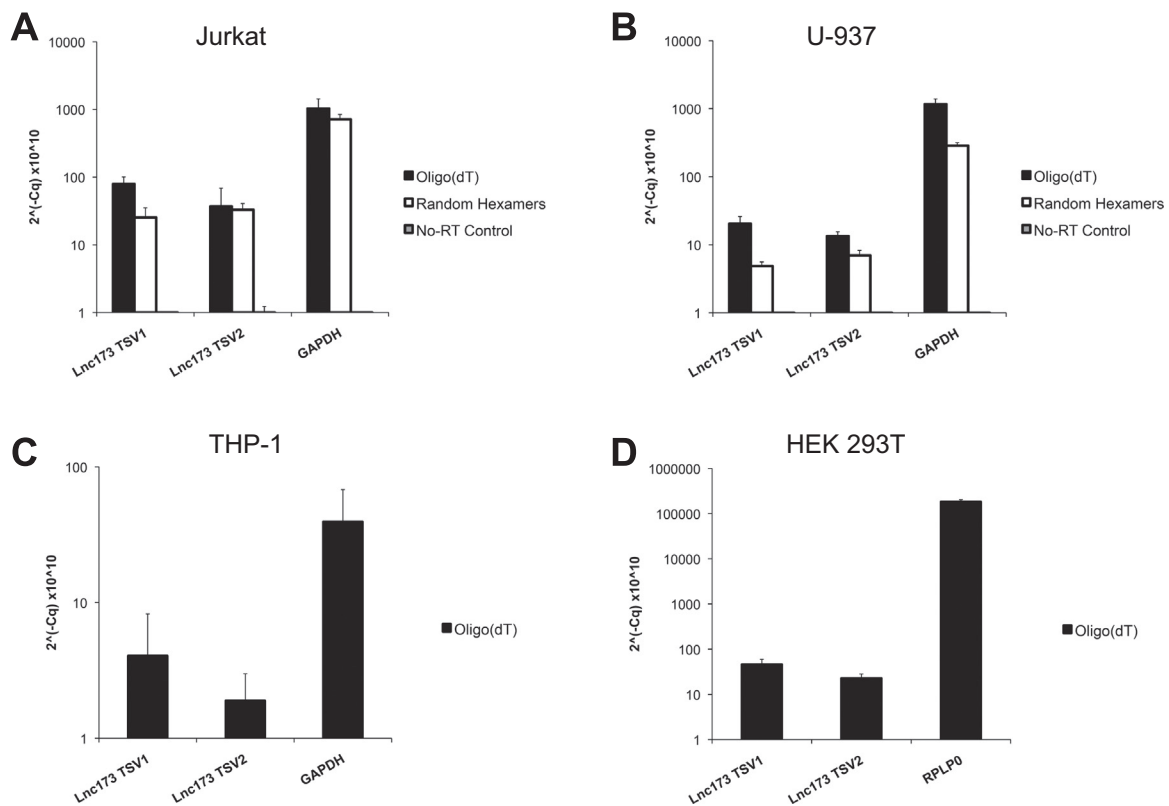 A
Jurkat
10000
1000
100
10
1
2^(-Cq) x10^10
Lnc173 TSV1
Lnc173 TSV2
GAPDH
Oligo(dT)
Random Hexamers
No-RT Control
B
U-937
10000
1000
100
10
1
2^(-Cq) x10^10
Lnc173 TSV1
Lnc173 TSV2
GAPDH
Oligo(dT)
Random Hexamers
No-RT Control
C
THP-1
100
10
1
2^(-Cq) x10^10
Lnc173 TSV1
Lnc173 TSV2
GAPDH
Oligo(dT)
D
HEK 293T
1000000
100000
10000
1000
100
10
1
2^(-Cq) x10^10
Lnc173 TSV1
Lnc173 TSV2
RPLP0
Oligo(dT)